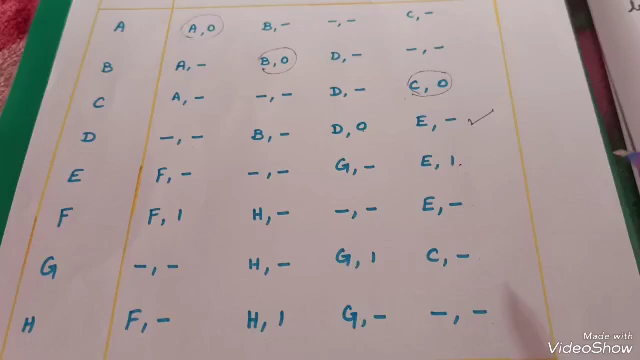 A A,0 B,- -,- C,-
B A,- B,0 D,- -,-
C A,- -,- D,- C,0
D -,- B,- D,0 E,-
E F,- -,- G,- E,1.
F F,1 H,- -,- E,-
G -,- H,- G,1 C,-
H F,- H,1 G,- -,-
Made with
VideoShow